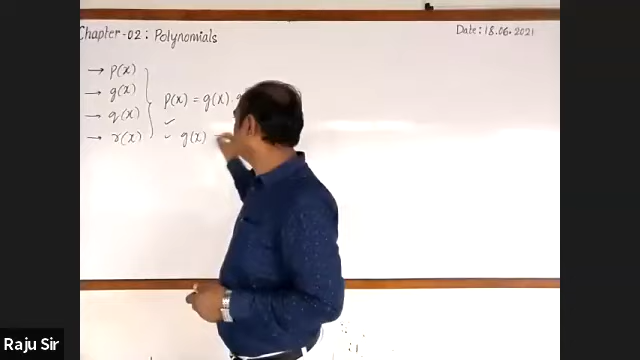 Chapter-02: Polynomials
Date: 18.06.2021
→ p(x)
→ g(x)
→ q(x)
→ r(x)
p(x) = g(x).
✓
✓ g(x)
Raju Sir